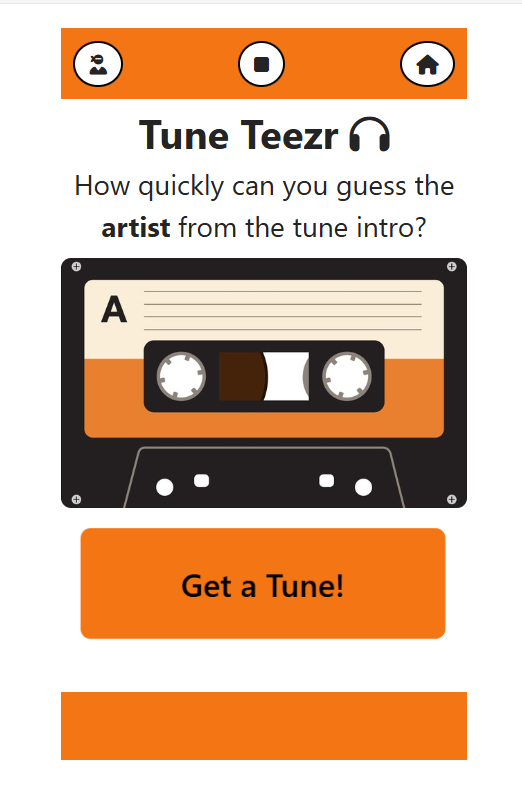 Tune Teezr
How quickly can you guess the
artist from the tune intro?
A
Get a Tune!